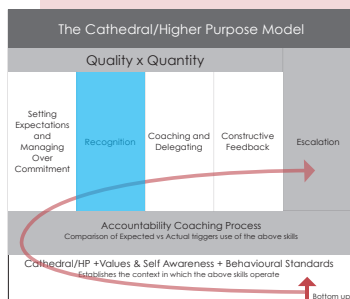 The Cathedral/Higher Purpose Model
Quality x Quantity
Setting
Expectations
and
Managing
Over
Commitment
Recognition
Coaching and
Delegating
Constructive
Feedback
Escalation
Accountability Coaching Process
Comparison of Expected vs Actual triggers use of the above skills
Cathedral/HP +Values & Self Awareness + Behavioural Standards
Establishes the context in which the above skills operate
Bottom up